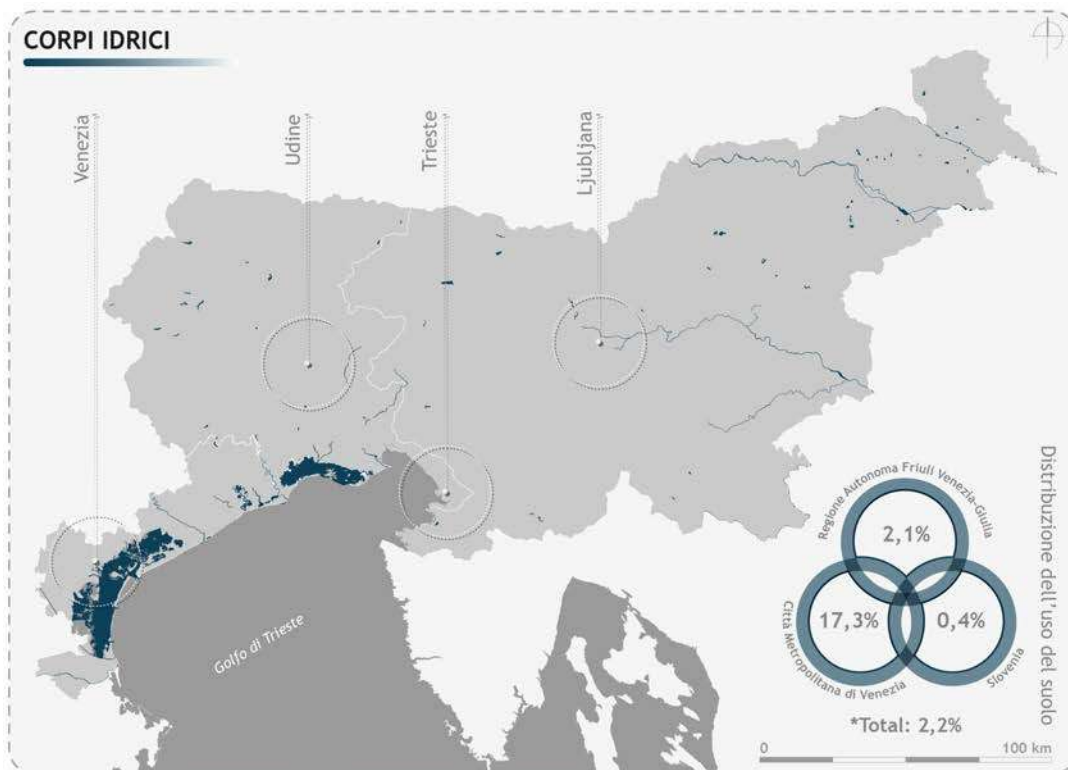 CORPI IDRICI
Venezia
Udine
Trieste
Ljubljana
Golfo di Trieste
Distribuzione dell'uso del suolo
Regione Autonoma Friuli Venezia-Giulia
2,1%
17,3%
0,4%
Città Metropolitana di Venezia
Slovenia
*Total: 2,2%
0
100 km